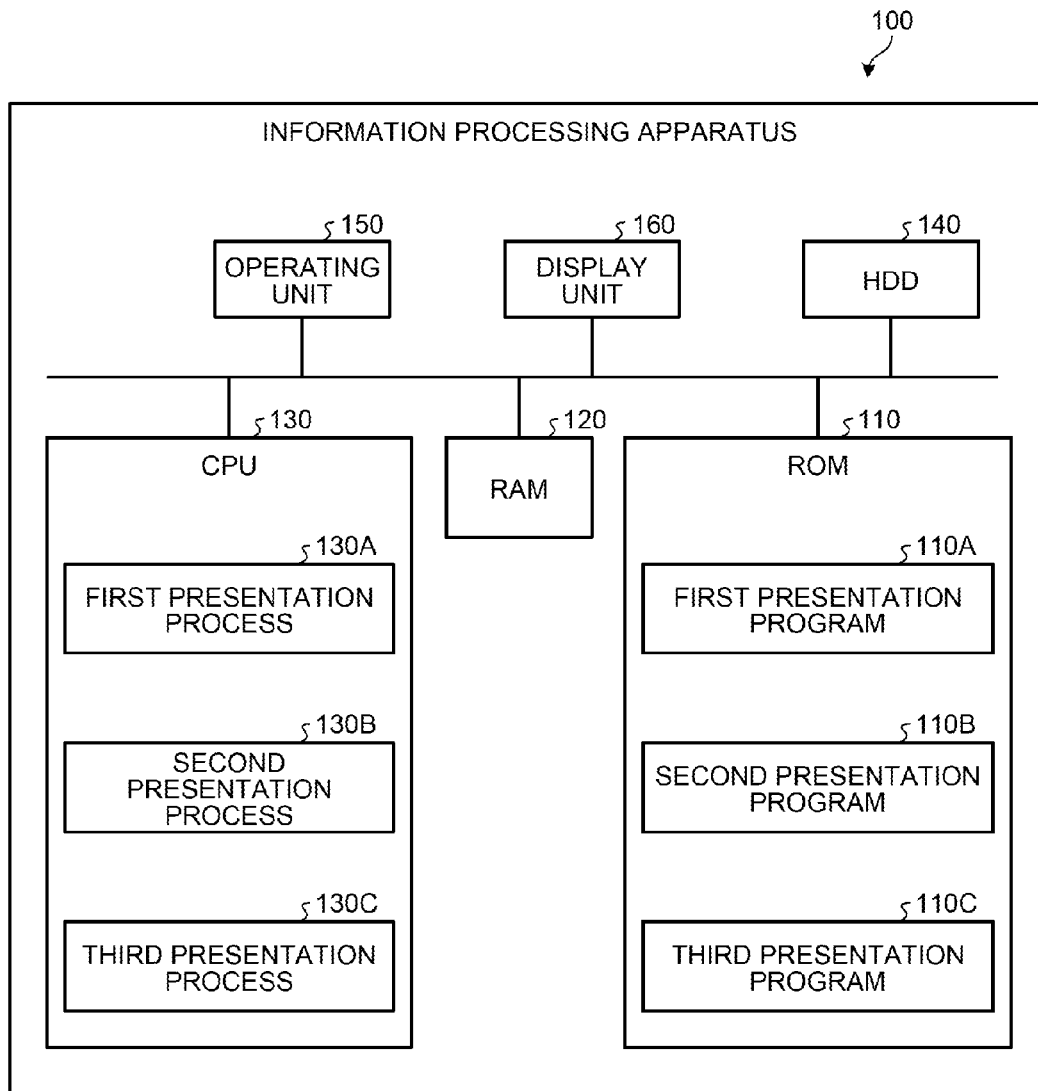 100
INFORMATION PROCESSING APPARATUS
150
OPERATING
UNIT
160
DISPLAY
UNIT
140
HDD
130
CPU
120
RAM
110
ROM
130A
FIRST PRESENTATION
PROCESS
110A
FIRST PRESENTATION
PROGRAM
130B
SECOND
PRESENTATION
PROCESS
110B
SECOND PRESENTATION
PROGRAM
130C
THIRD PRESENTATION
PROCESS
110C
THIRD PRESENTATION
PROGRAM